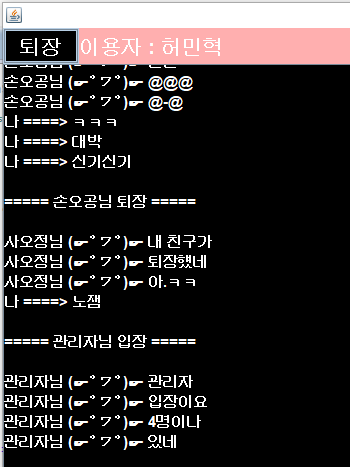 퇴장 이용자 : 허민혁
손오공님 (☛˚ヮ˚)☛ @@@
손오공님 (☛˚ヮ˚)☛ @-@
나 ====> ㅋㅋㅋ
나 ====> 대박
나 ====> 신기신기
===== 손오공님 퇴장 =====
사오정님 (☛˚ヮ˚)☛ 내 친구가
사오정님 (☛˚ヮ˚)☛ 퇴장했네
사오정님 (☛˚ヮ˚)☛ 아.ㅋㅋ
나 ====> 노잼
===== 관리자님 입장 =====
관리자님 (☛˚ヮ˚)☛ 관리자
관리자님 (☛˚ヮ˚)☛ 입장이요
관리자님 (☛˚ヮ˚)☛ 4명이나
관리자님 (☛˚ヮ˚)☛ 있네